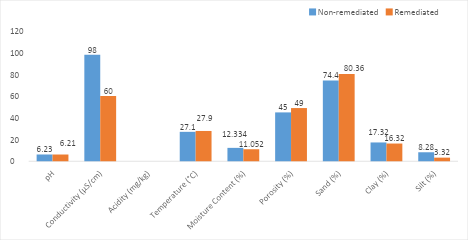 Non-remediated Remediated
120
100
80
60
40
20
0
6.23 6.21
98 60
27.1 27.9
12.334 11.052
45 49
74.4 80.36
17.32 16.32
8.28 3.32
pH
Conductivity (µS/cm)
Acidity (mg/kg)
Temperature (°C)
Moisture Content (%)
Porosity (%)
Sand (%)
Clay (%)
Silt (%)